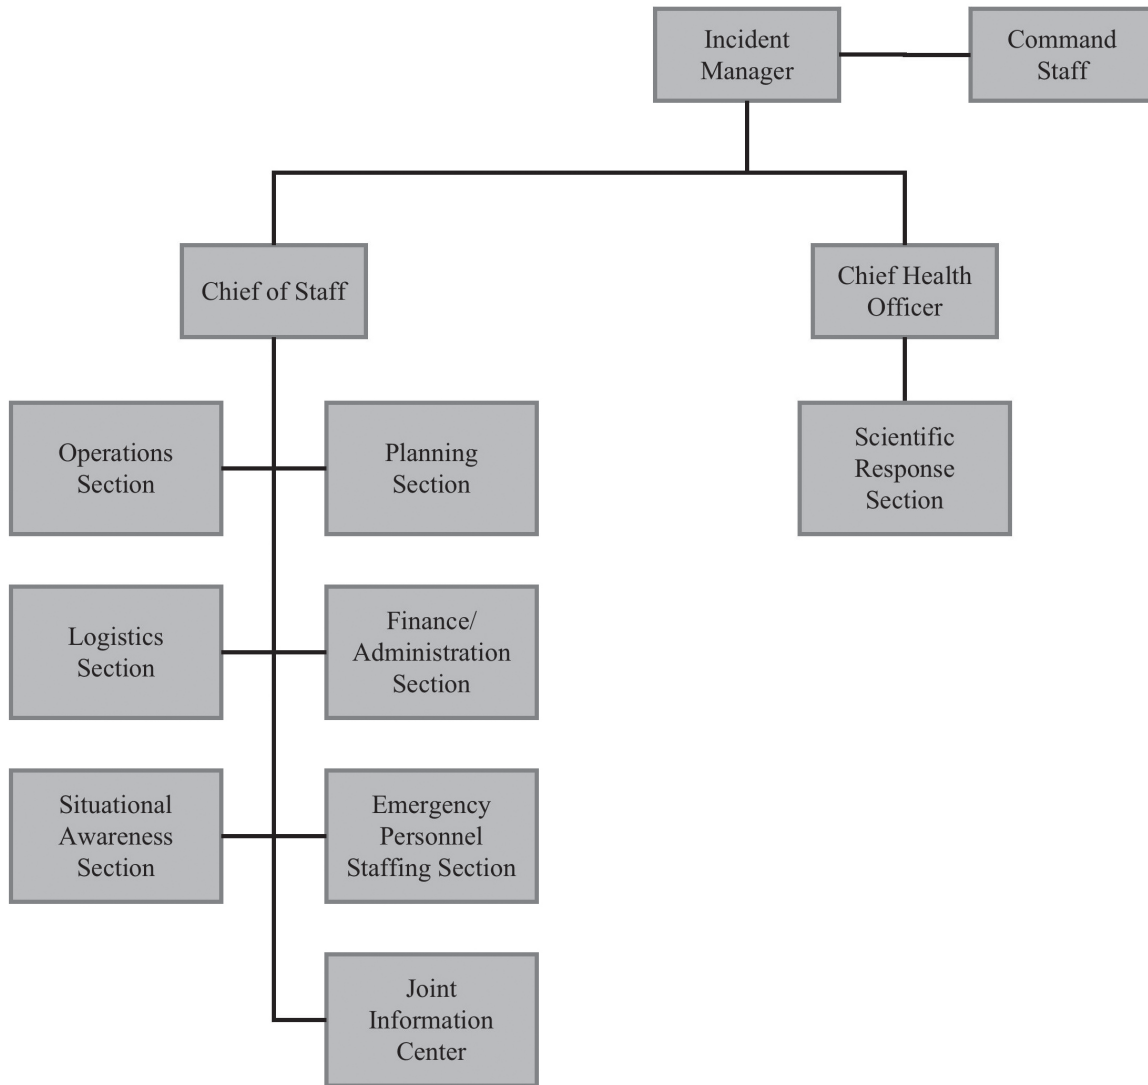 Incident
Manager
Command
Staff
Chief of Staff
Chief Health
Officer
Operations
Section
Planning
Section
Scientific
Response
Section
Logistics
Section
Finance/
Administration
Section
Situational
Awareness
Section
Emergency
Personnel
Staffing Section
Joint
Information
Center